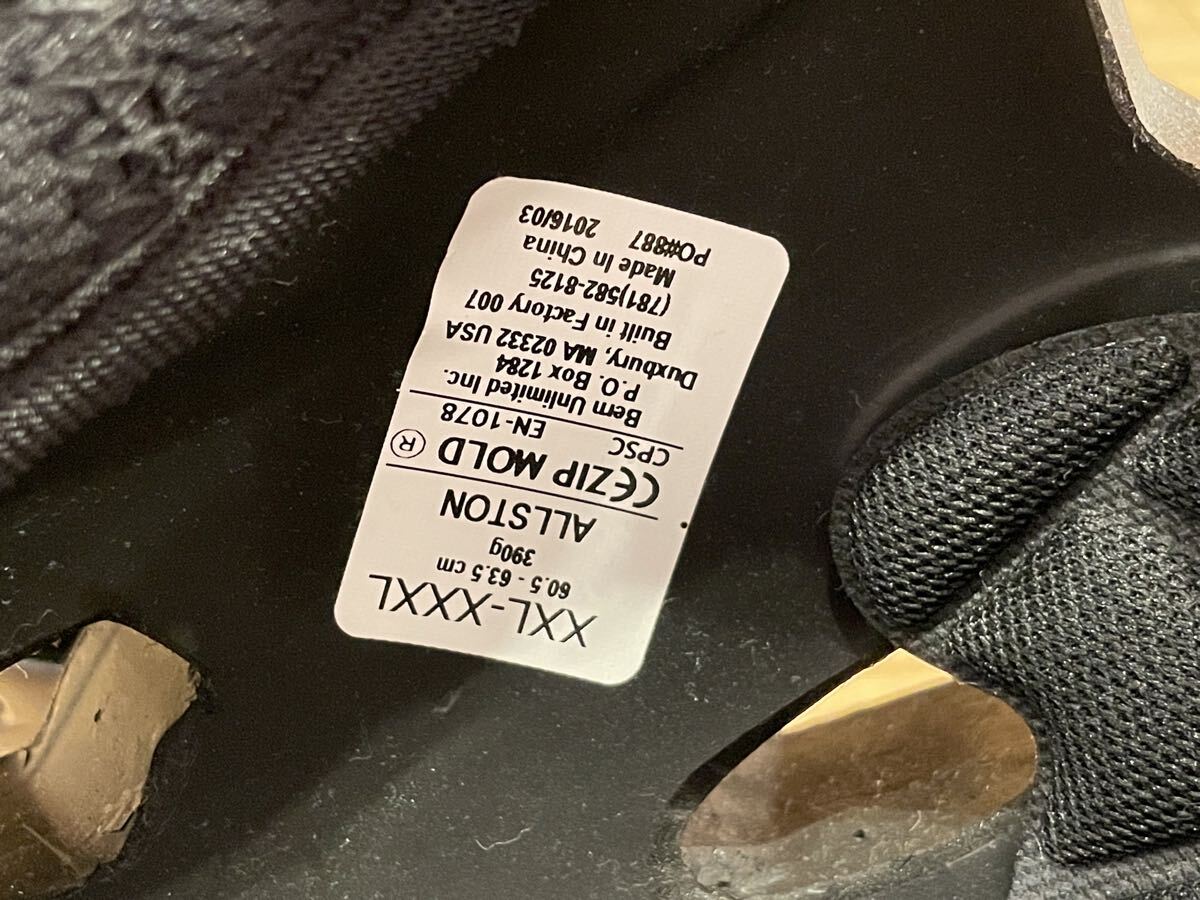 XXL-XXXL
60.5 - 63.5 cm
390g
ALLSTON
CE ZIP MOLD ®
CPSC EN-1078
Bern Unlimited Inc.
P.O. Box 1284
Duxbury, MA 02332 USA
Built in Factory 007
(781)582-8125
Made In China
PO#887 2016/03